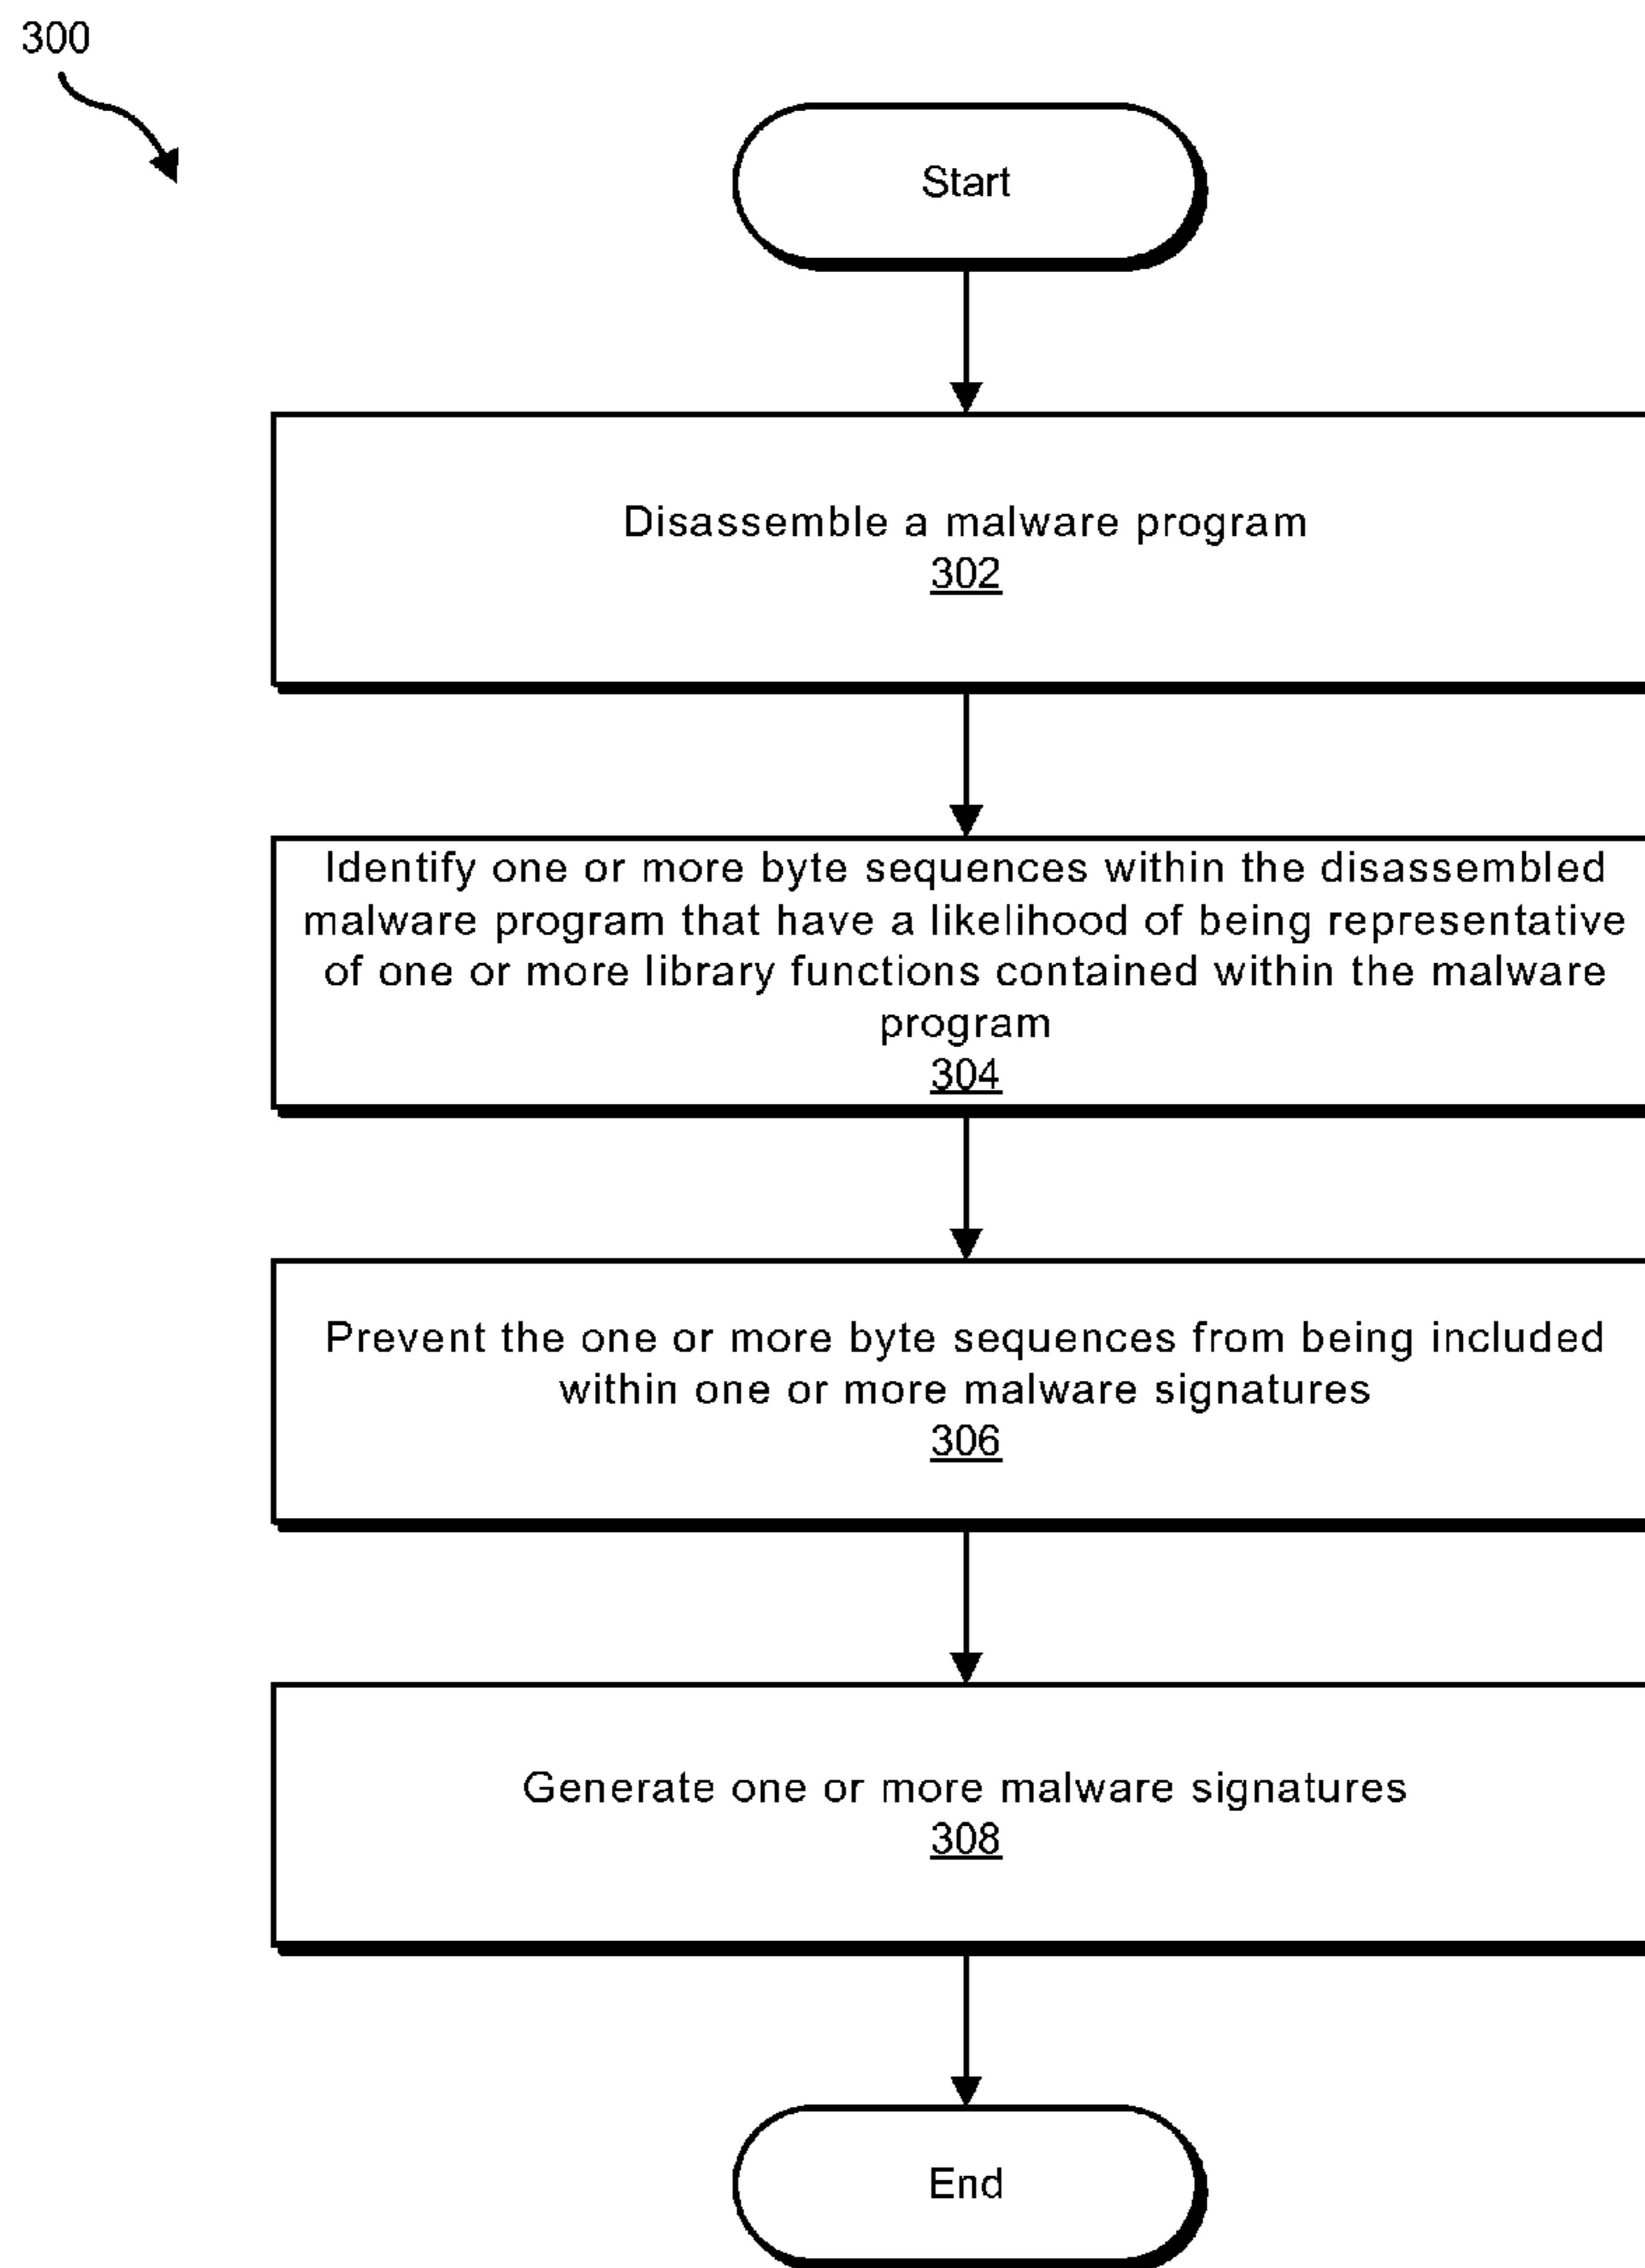 300
Start
Disassemble a malware program
302
Identify one or more byte sequences within the disassembled
malware program that have a likelihood of being representative
of one or more library functions contained within the malware
program
304
Prevent the one or more byte sequences from being included
within one or more malware signatures
306
Generate one or more malware signatures
308
End